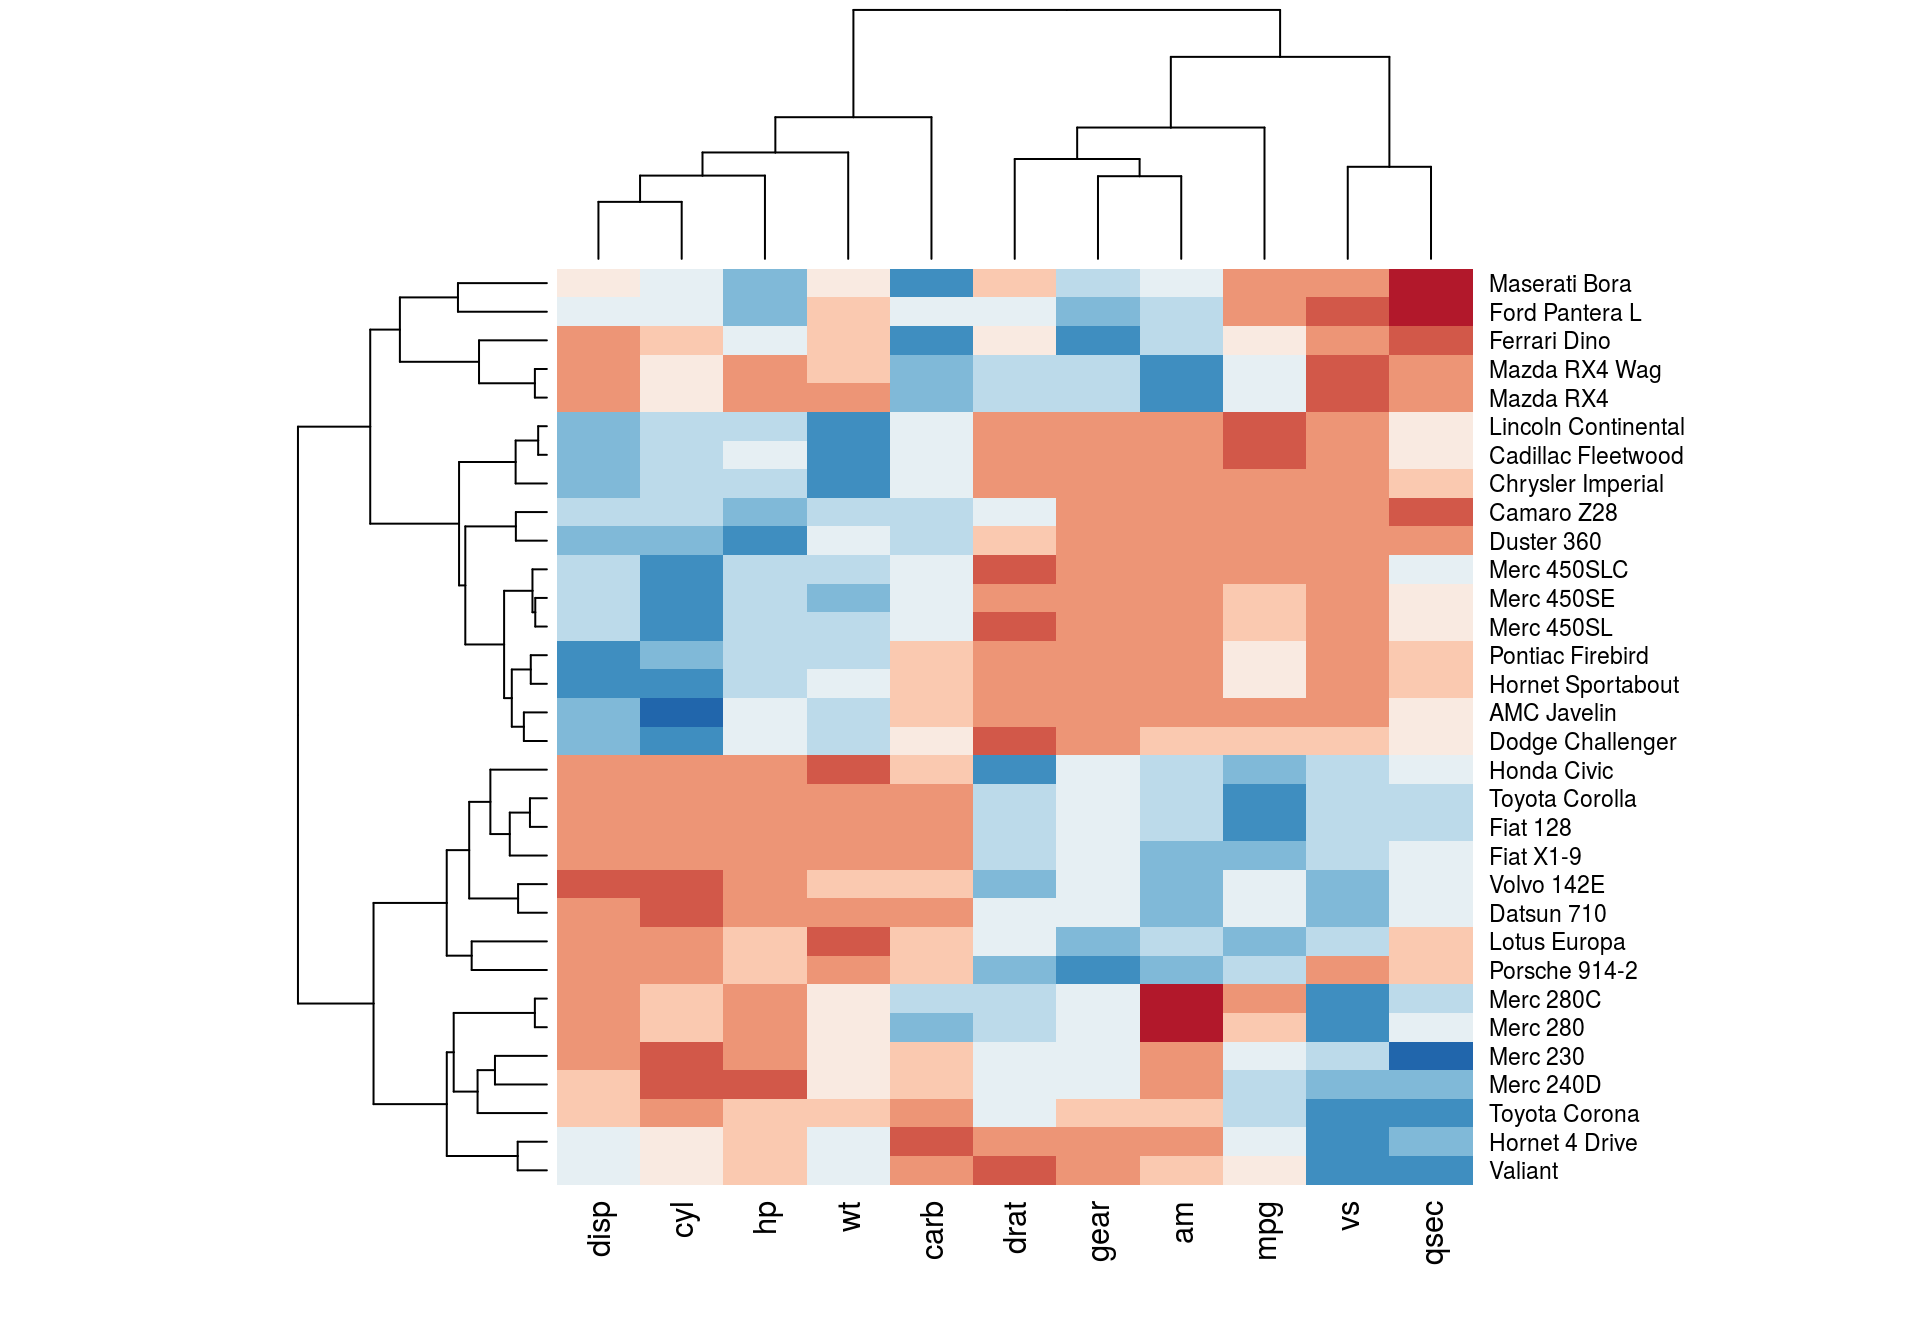 Maserati Bora
Ford Pantera L
Ferrari Dino
Mazda RX4 Wag
Mazda RX4
Lincoln Continental
Cadillac Fleetwood
Chrysler Imperial
Camaro Z28
Duster 360
Merc 450SLC
Merc 450SE
Merc 450SL
Pontiac Firebird
Hornet Sportabout
AMC Javelin
Dodge Challenger
Honda Civic
Toyota Corolla
Fiat 128
Fiat X1-9
Volvo 142E
Datsun 710
Lotus Europa
Porsche 914-2
Merc 280C
Merc 280
Merc 230
Merc 240D
Toyota Corona
Hornet 4 Drive
Valiant
disp
cyl
hp
wt
carb
drat
gear
am
mpg
vs
qsec